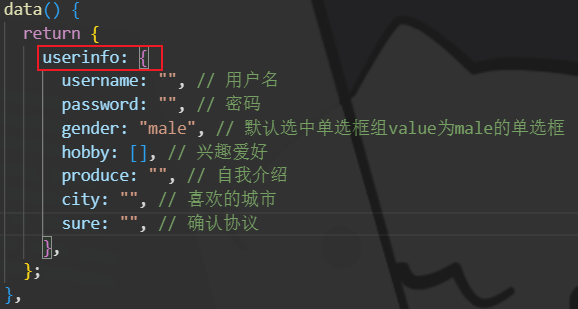 data() {
return {
userinfo: {
username: "", // 用户名
password: "", // 密码
gender: "male", // 默认选中单选框组value为male的单选框
hobby: [], // 兴趣爱好
produce: "", // 自我介绍
city: "", // 喜欢的城市
sure: "", // 确认协议
},
};
},